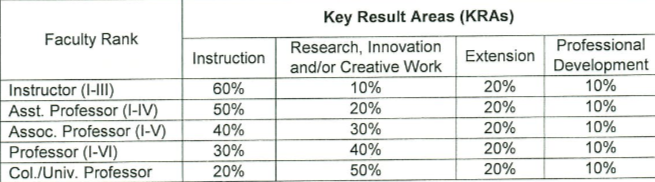 Faculty Rank
Key Result Areas (KRAs)
Instruction
Research, Innovation
and/or Creative Work
Extension
Professional
Development
Instructor (I-III) 60% 10% 20% 10%
Asst. Professor (I-IV) 50% 20% 20% 10%
Assoc. Professor (I-V) 40% 30% 20% 10%
Professor (I-VI) 30% 40% 20% 10%
Col./Univ. Professor 20% 50% 20% 10%